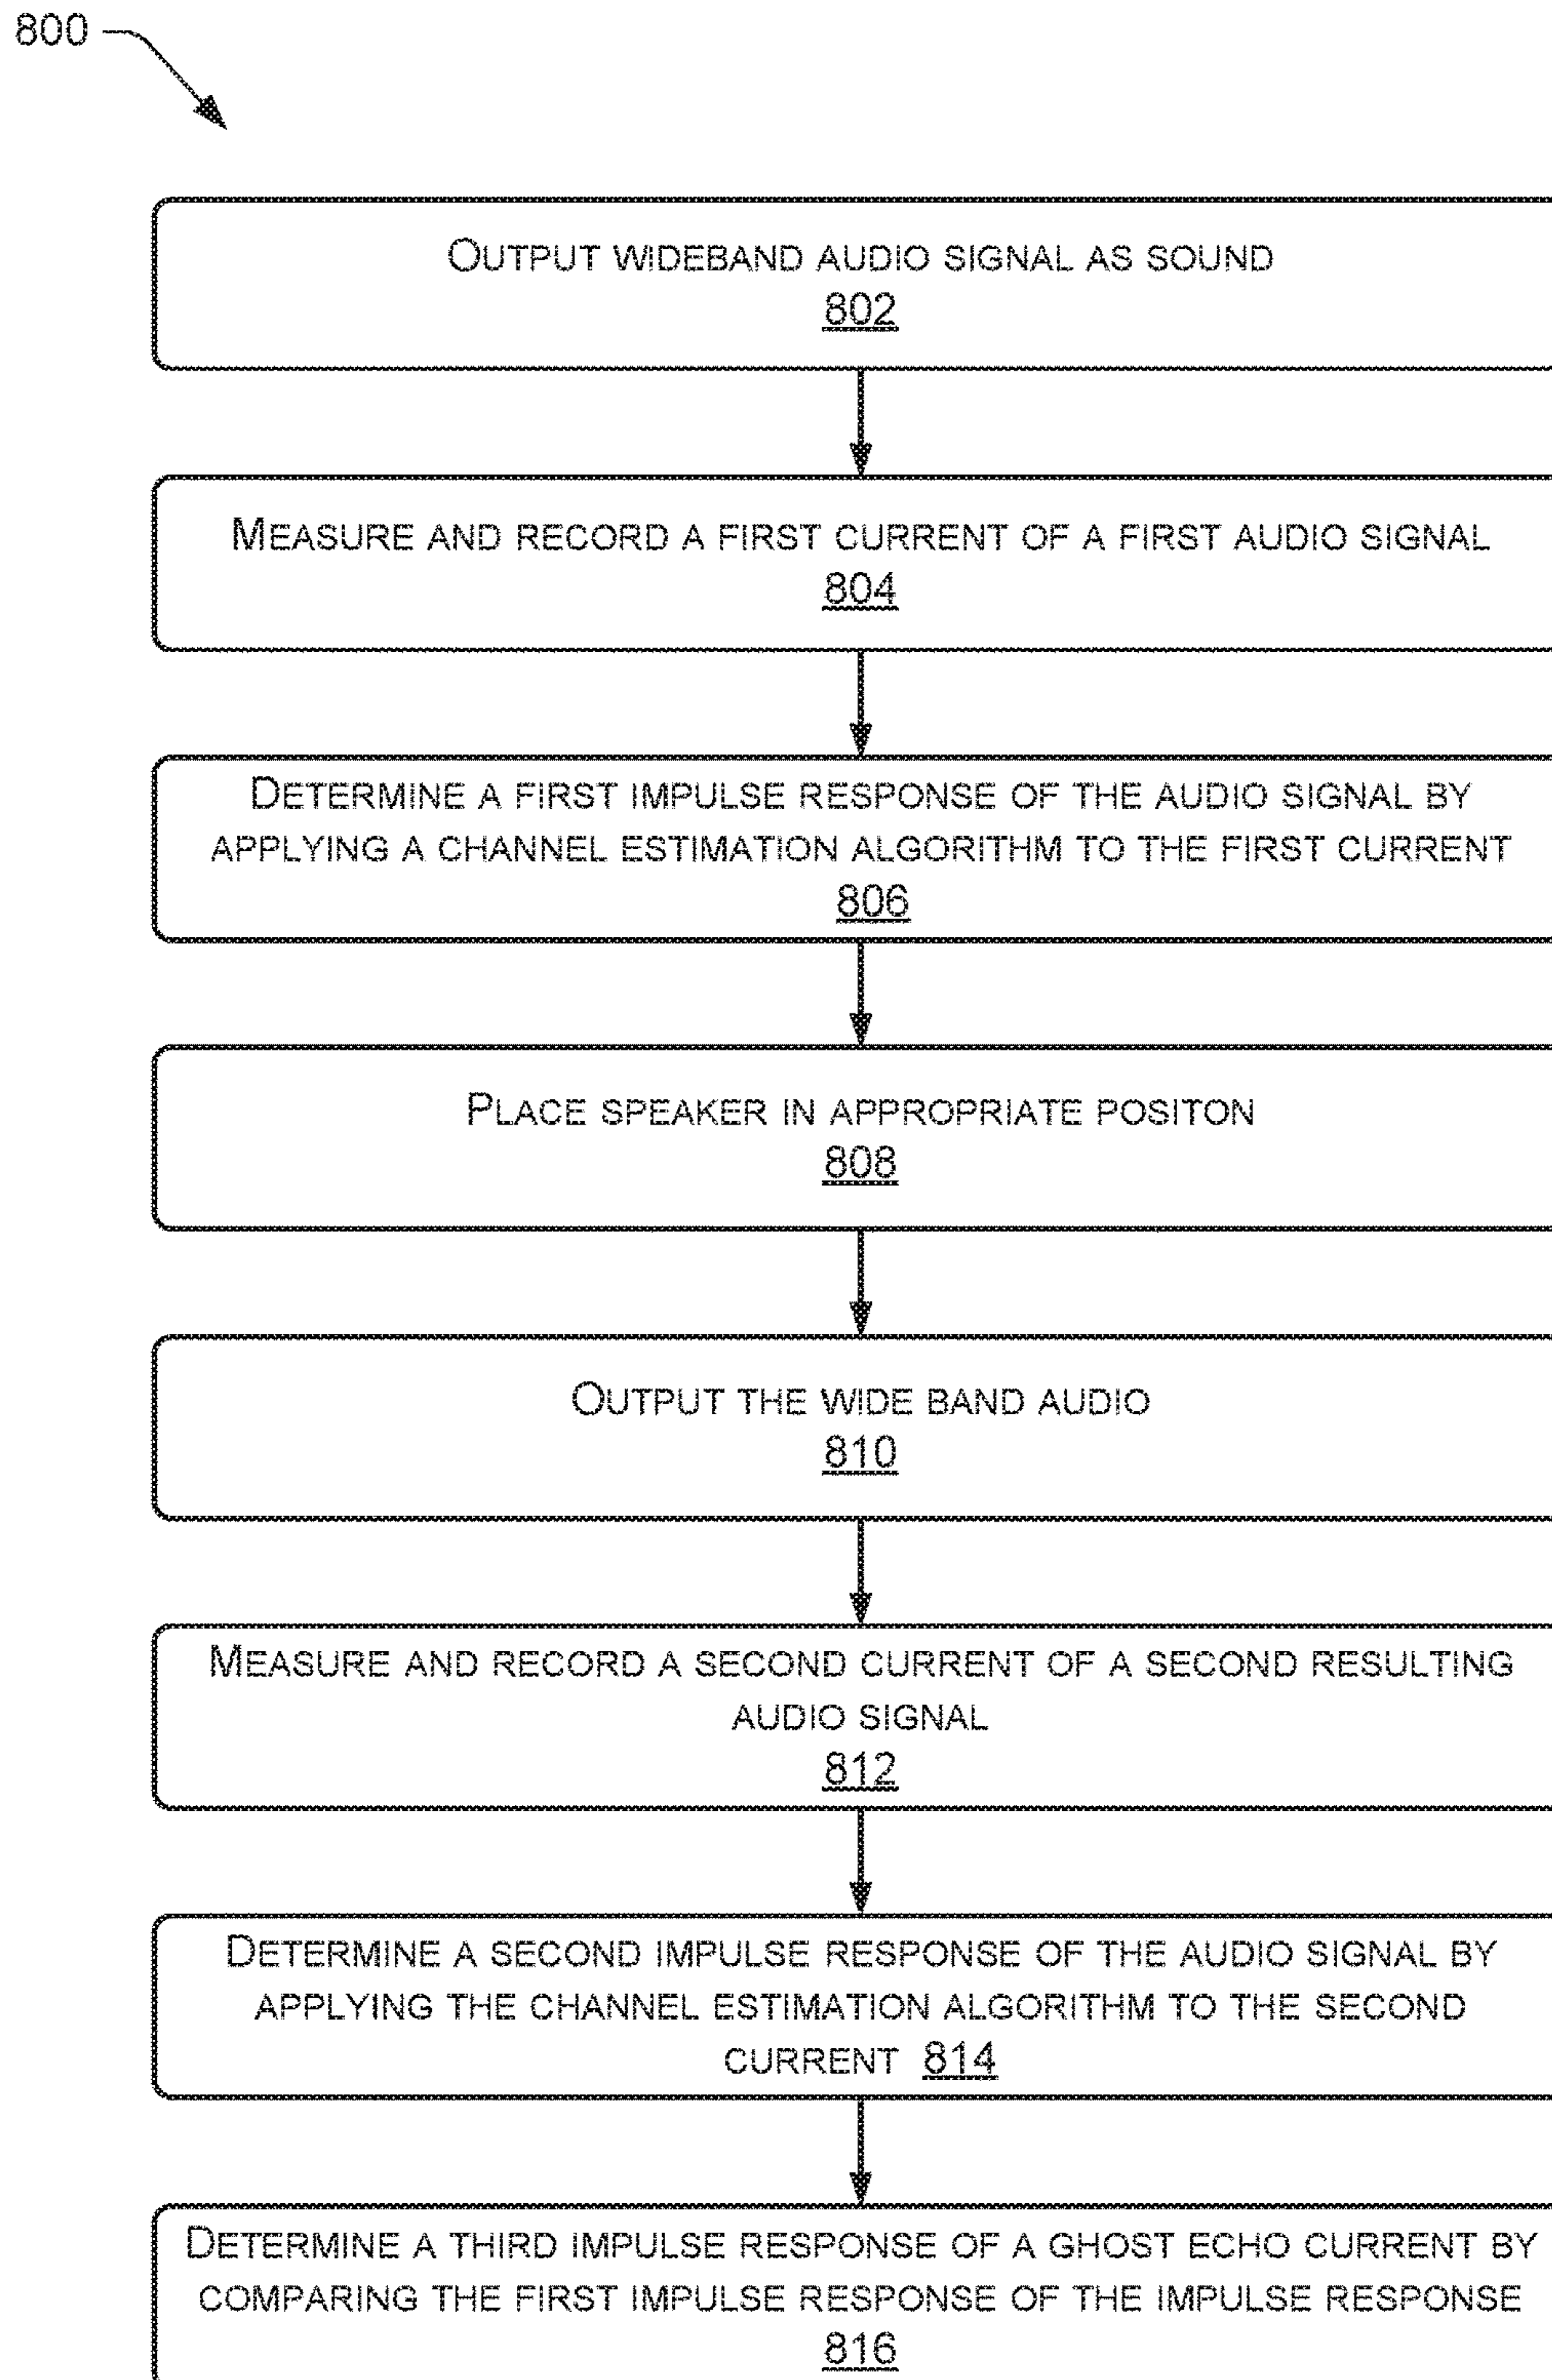 800
OUTPUT WIDEBAND AUDIO SIGNAL AS SOUND
802
MEASURE AND RECORD A FIRST CURRENT OF A FIRST AUDIO SIGNAL
804
DETERMINE A FIRST IMPULSE RESPONSE OF THE AUDIO SIGNAL BY
APPLYING A CHANNEL ESTIMATION ALGORITHM TO THE FIRST CURRENT
806
PLACE SPEAKER IN APPROPRIATE POSITON
808
OUTPUT THE WIDE BAND AUDIO
810
MEASURE AND RECORD A SECOND CURRENT OF A SECOND RESULTING
AUDIO SIGNAL
812
DETERMINE A SECOND IMPULSE RESPONSE OF THE AUDIO SIGNAL BY
APPLYING THE CHANNEL ESTIMATION ALGORITHM TO THE SECOND
CURRENT 814
DETERMINE A THIRD IMPULSE RESPONSE OF A GHOST ECHO CURRENT BY
COMPARING THE FIRST IMPULSE RESPONSE OF THE IMPULSE RESPONSE
816